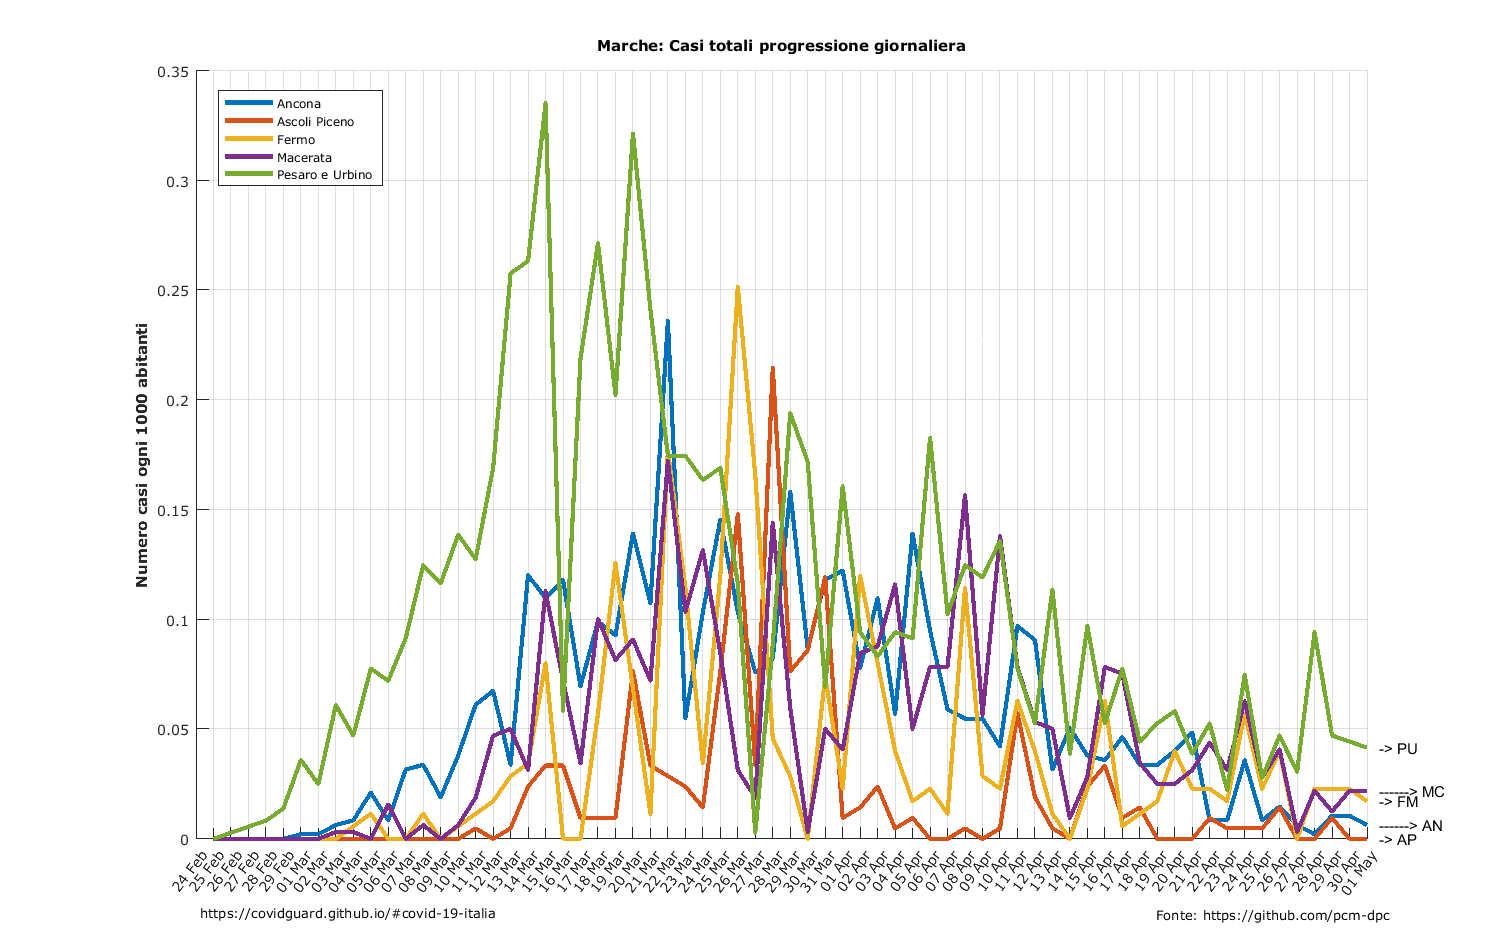 Marche: Casi totali progressione giornaliera
Numero casi ogni 1000 abitanti
0.35
0.3
0.25
0.2
0.15
0.1
0.05
0
Ancona
Ascoli Piceno
Fermo
Macerata
Pesaro e Urbino
-> PU
------> MC
-> FM
------> AN
-> AP
24 Feb
25 Feb
26 Feb
27 Feb
28 Feb
29 Feb
01 Mar
02 Mar
03 Mar
04 Mar
05 Mar
06 Mar
07 Mar
08 Mar
09 Mar
10 Mar
11 Mar
12 Mar
13 Mar
14 Mar
15 Mar
16 Mar
17 Mar
18 Mar
19 Mar
20 Mar
21 Mar
22 Mar
23 Mar
24 Mar
25 Mar
26 Mar
27 Mar
28 Mar
29 Mar
30 Mar
31 Mar
01 Apr
02 Apr
03 Apr
04 Apr
05 Apr
06 Apr
07 Apr
08 Apr
09 Apr
10 Apr
11 Apr
12 Apr
13 Apr
14 Apr
15 Apr
16 Apr
17 Apr
18 Apr
19 Apr
20 Apr
21 Apr
22 Apr
23 Apr
24 Apr
25 Apr
26 Apr
27 Apr
28 Apr
29 Apr
30 Apr
01 May
https://covidguard.github.io/#covid-19-italia
Fonte: https://github.com/pcm-dpc